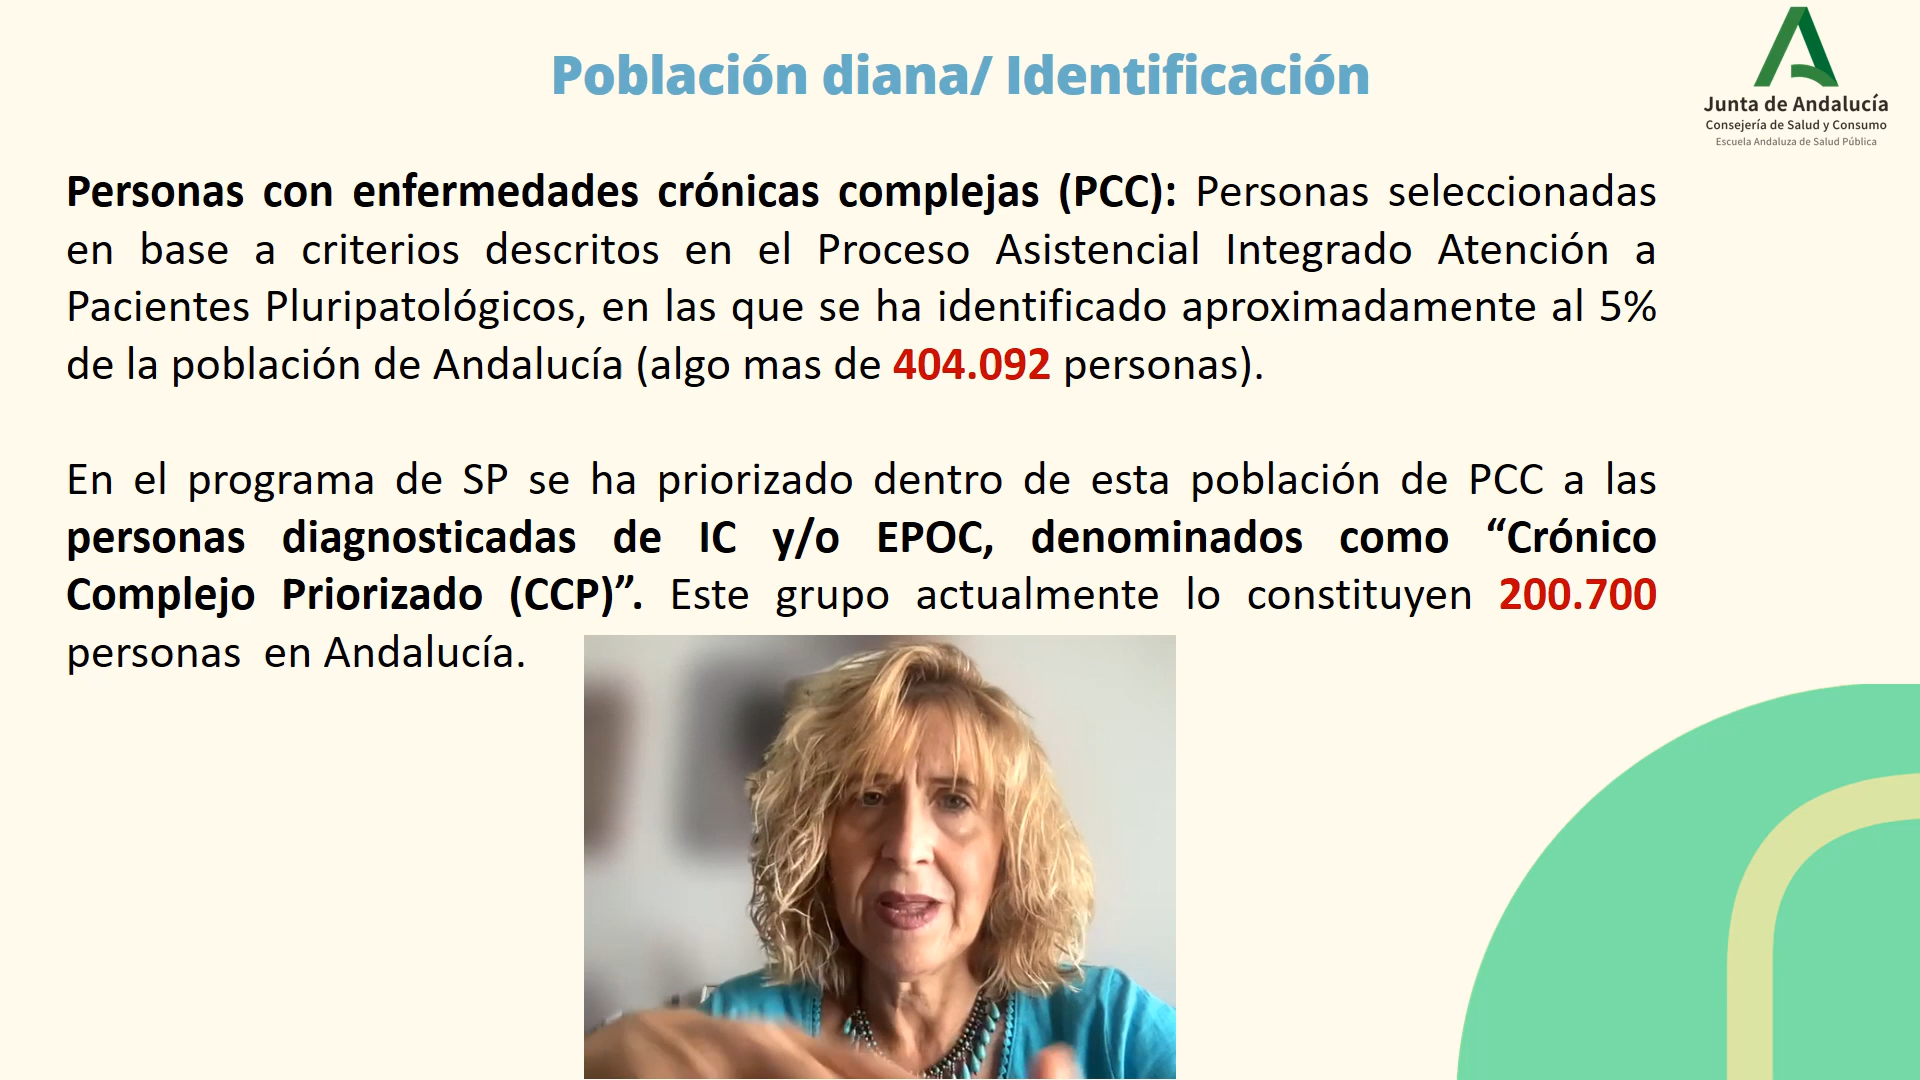 Población diana/ Identificación
Junta de Andalucía
Consejería de Salud y Consumo
Escuela Andaluza de Salud Pública
Personas con enfermedades crónicas complejas (PCC): Personas seleccionadas
en base a criterios descritos en el Proceso Asistencial Integrado Atención a
Pacientes Pluripatológicos, en las que se ha identificado aproximadamente al 5%
de la población de Andalucía (algo mas de 404.092 personas).
En el programa de SP se ha priorizado dentro de esta población de PCC a las
personas diagnosticadas de IC y/o EPOC, denominados como “Crónico
Complejo Priorizado (CCP)”. Este grupo actualmente lo constituyen 200.700
personas en Andalucía.